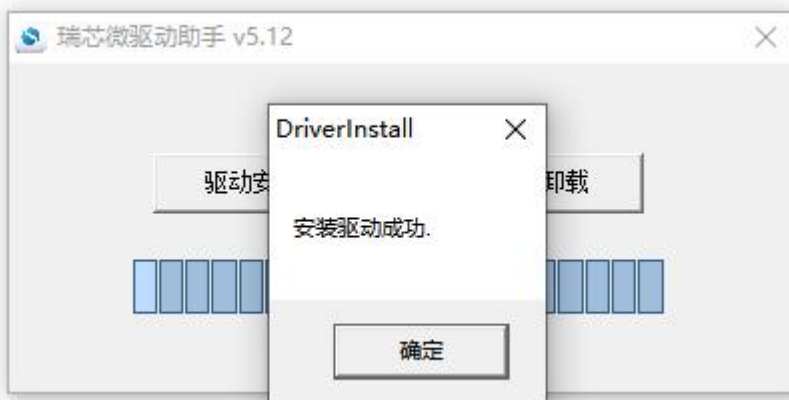 瑞芯微驱动助手 v5.12
DriverInstall
驱动安
卸载
安装驱动成功.
确定